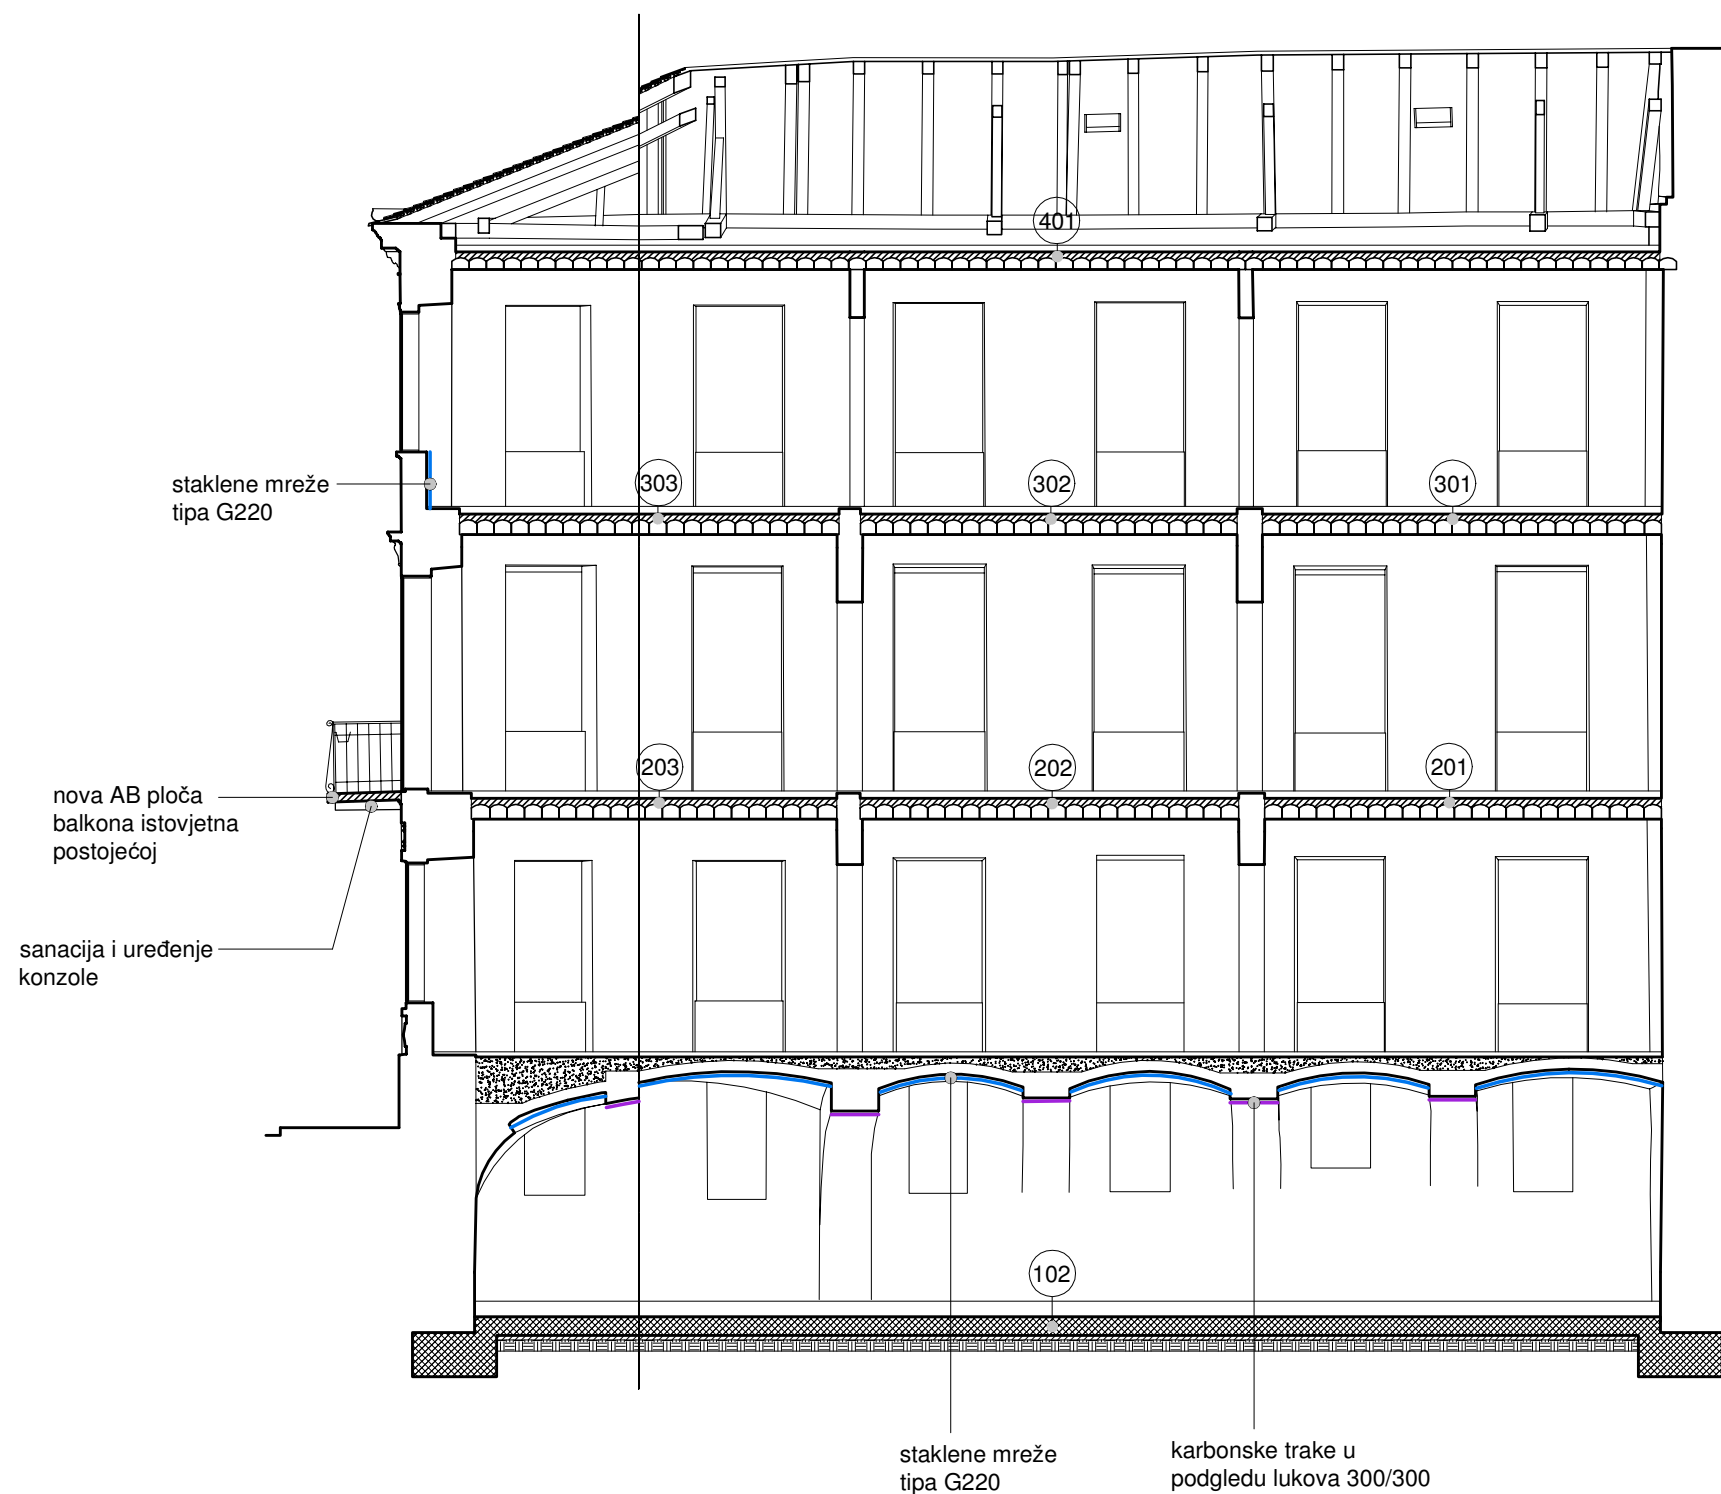 401
303
302
301
staklene mreže
tipa G220
203
202
201
nova AB ploča
balkona istovjetna
postojećoj
sanacija i uređenje
konzole
102
staklene mreže
tipa G220
karbonske trake u
podgledu lukova 300/300